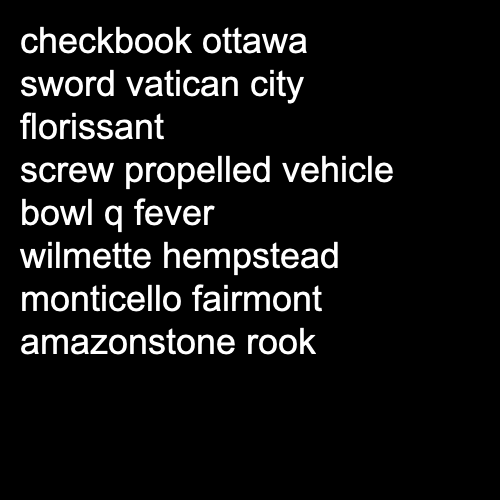 checkbook ottawa
sword vatican city
florissant
screw propelled vehicle
bowl q fever
wilmette hempstead
monticello fairmont
amazonstone rook